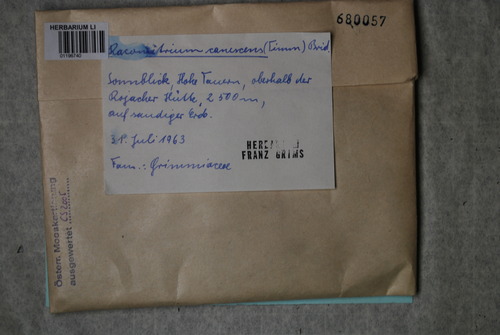 HERBARIUM LI
01196740
680057
Racomitrium canescens (Timm) Brid.
Sonnblick, Hohe Tauern, oberhalb der
Rojacher Hütte, 2500 m,
auf sandiger Erde.
31. Juli 1963
HERBARIUM
FRANZ GRIMS
Fam.: Grimmiaceae
Österr. Mooskartierung
ausgewertet